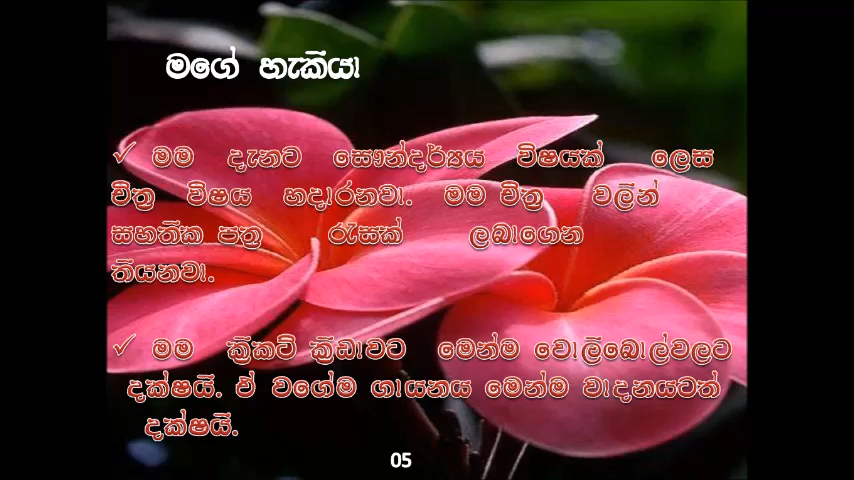 මගේ හැකියා
✓ මම දැනට සෞන්දර්යය විෂයක් ලෙස
චිත්‍ර විෂය හදාරනවා. මම චිත්‍ර වලින්
සහතික පත්‍ර රැසක් ලබාගෙන
තියනවා.
✓ මම ක්‍රිකට් ක්‍රීඩාවට මෙන්ම වොලිබෝල්වලට
දක්ෂයි. ඒ වගේම ගායනය මෙන්ම වාදනයටත්
දක්ෂයි.
05